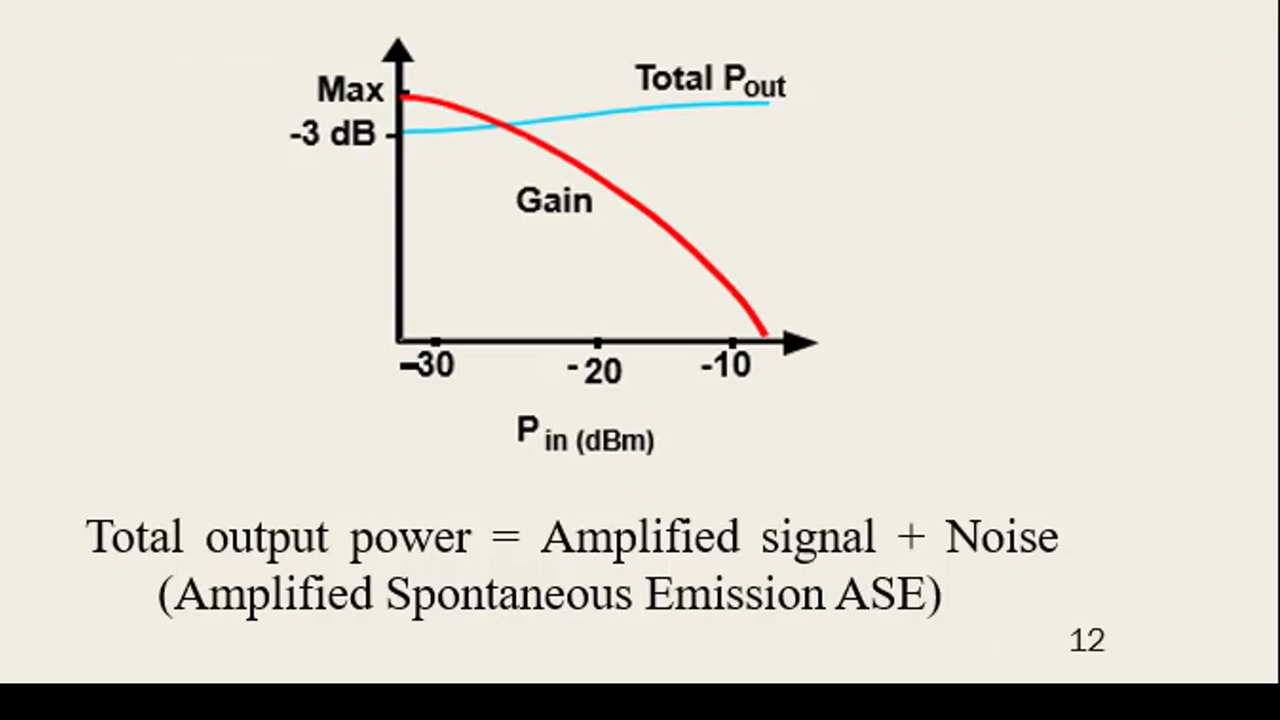 Max
Total Pout
-3 dB
Gain
-30
- 20
-10
P in (dBm)
Total output power = Amplified signal + Noise
(Amplified Spontaneous Emission ASE)
12